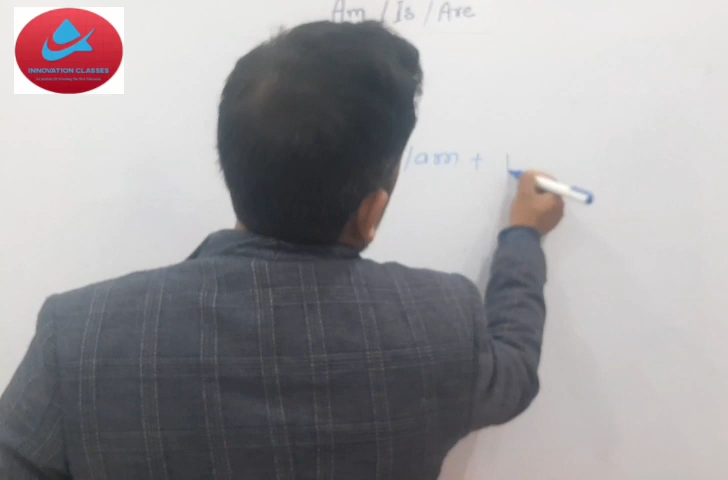 INNOVATION CLASSES
Am / Is / Are
/am +